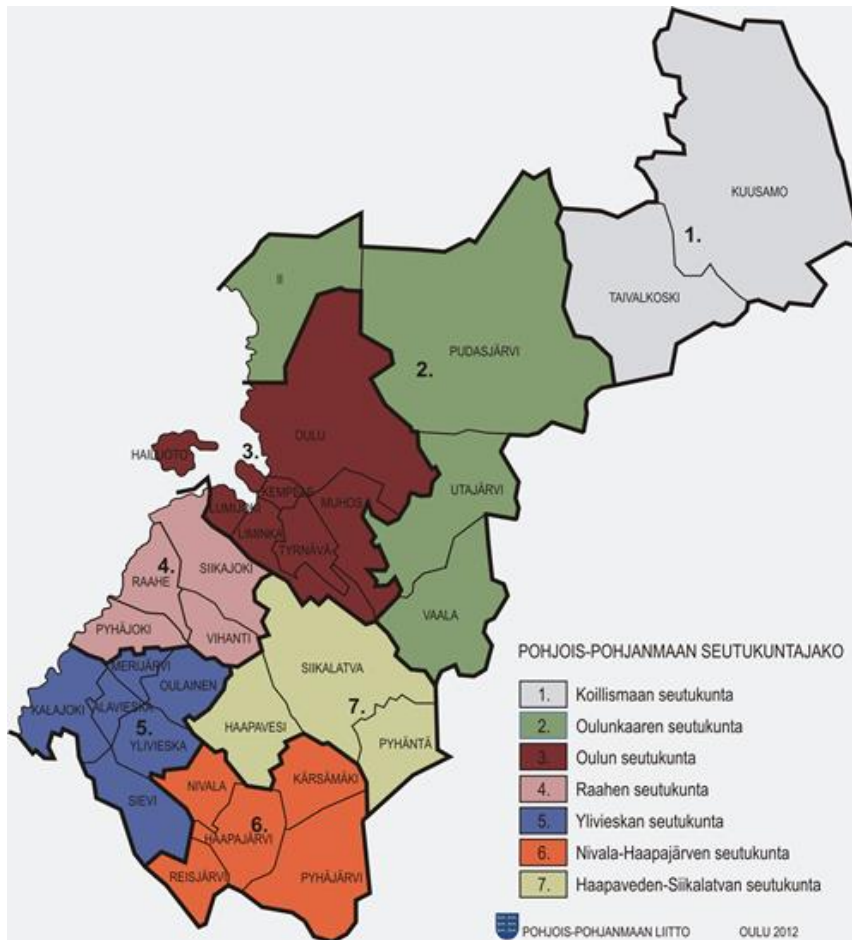 KUUSAMO
1.
TAIVALKOSKI
II
PUDASJÄRVI
2.
OULU
HAILUOTO
3.
KEMPELE
UTAJÄRVI
LUMIJOKI
MUHOS
LIMINKA
TYRNÄVÄ
4.
SIIKAJOKI
RAAHE
VAALA
PYHÄJOKI
VIHANTI
MERIJÄRVI
SIIKALATVA
OULAINEN
KALAJOKI
ALAVIESKA
HAAPAVESI
7.
5.
YLIVIESKA
PYHÄNTÄ
NIVALA
KÄRSÄMÄKI
SIEVI
6.
HAAPAJÄRVI
REISJÄRVI
PYHÄJÄRVI
POHJOIS-POHJANMAAN SEUTUKUNTAJAKO
1. Koillismaan seutukunta
2. Oulunkaaren seutukunta
3. Oulun seutukunta
4. Raahen seutukunta
5. Ylivieskan seutukunta
6. Nivala-Haapajärven seutukunta
7. Haapaveden-Siikalatvan seutukunta
POHJOIS-POHJANMAAN LIITTO OULU 2012